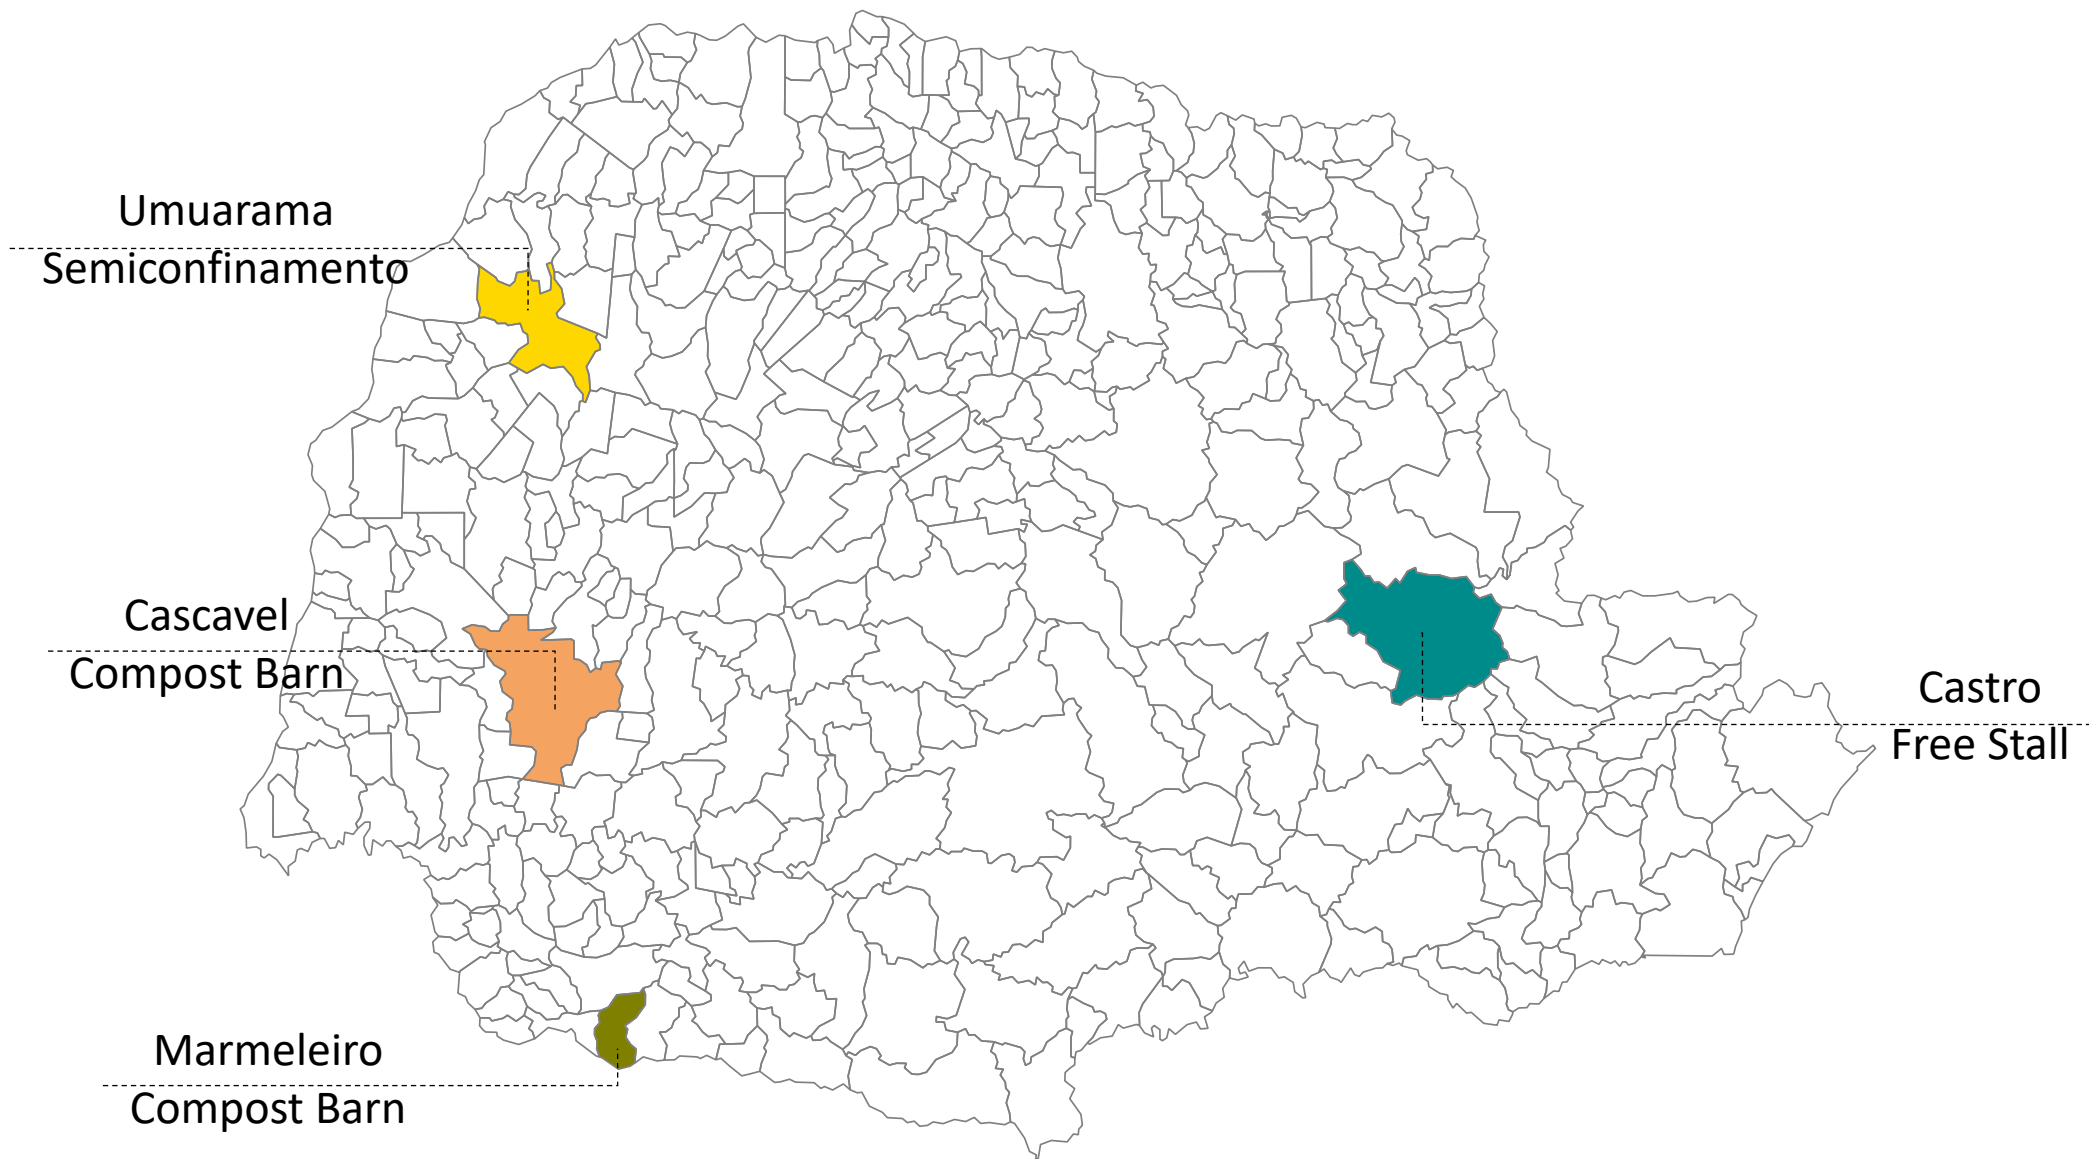 Umuarama
Semiconfinamento
Cascavel
Compost Barn
Castro
Free Stall
Marmeleiro
Compost Barn